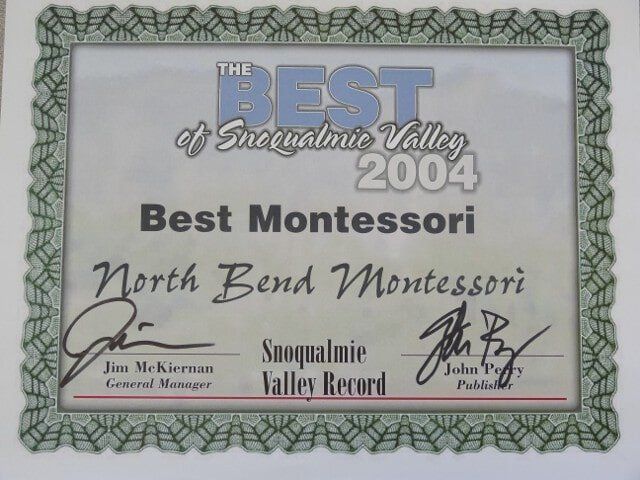 THE
BEST
of Snoqualmie Valley
2004
Best Montessori
North Bend Montessori
Jim McKiernan
General Manager
Snoqualmie
Valley Record
John Perry
Publisher